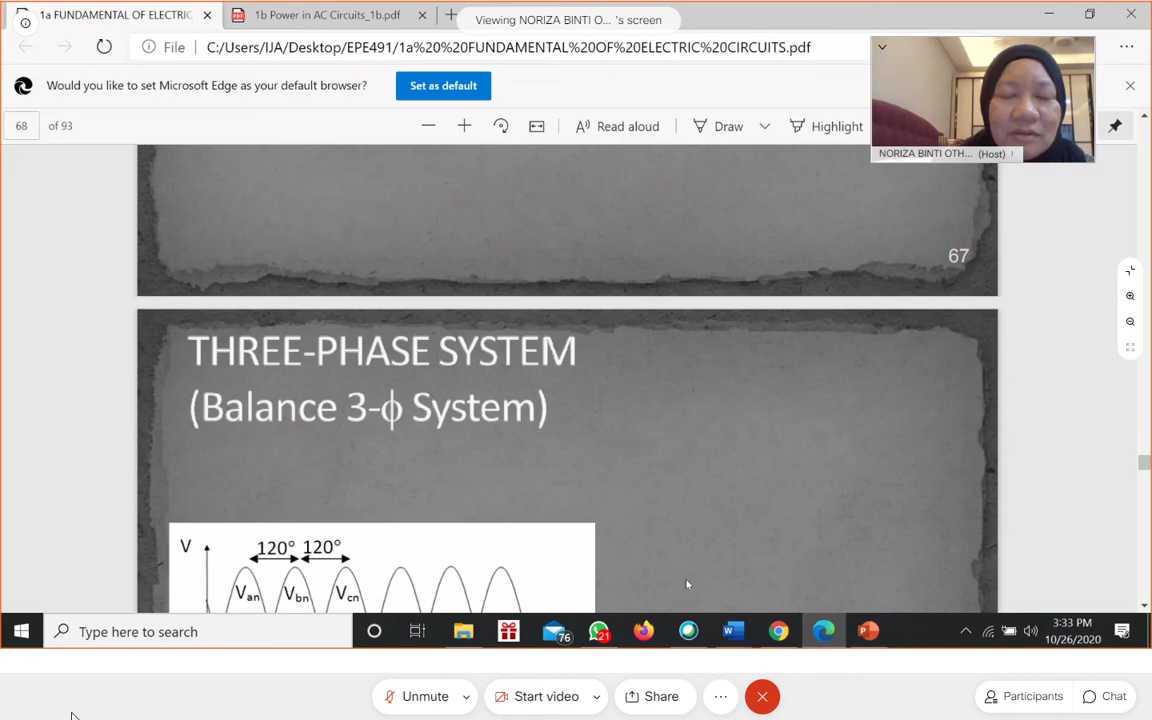 1a FUNDAMENTAL OF ELECTRIC
1b Power in AC Circuits_1b.pdf
Viewing NORIZA BINTI O... 's screen
File
C:/Users/IJA/Desktop/EPE491/1a%20%20FUNDAMENTAL%20OF%20ELECTRIC%20CIRCUITS.pdf
Would you like to set Microsoft Edge as your default browser?
Set as default
68 of 93
Read aloud
Draw
Highlight
NORIZA BINTI OTH... (Host)
67
THREE-PHASE SYSTEM
(Balance 3-ϕ System)
V
120° 120°
Van Vbn Vcn
Type here to search
76
21
3:33 PM
10/26/2020
Unmute
Start video
Share
Participants
Chat